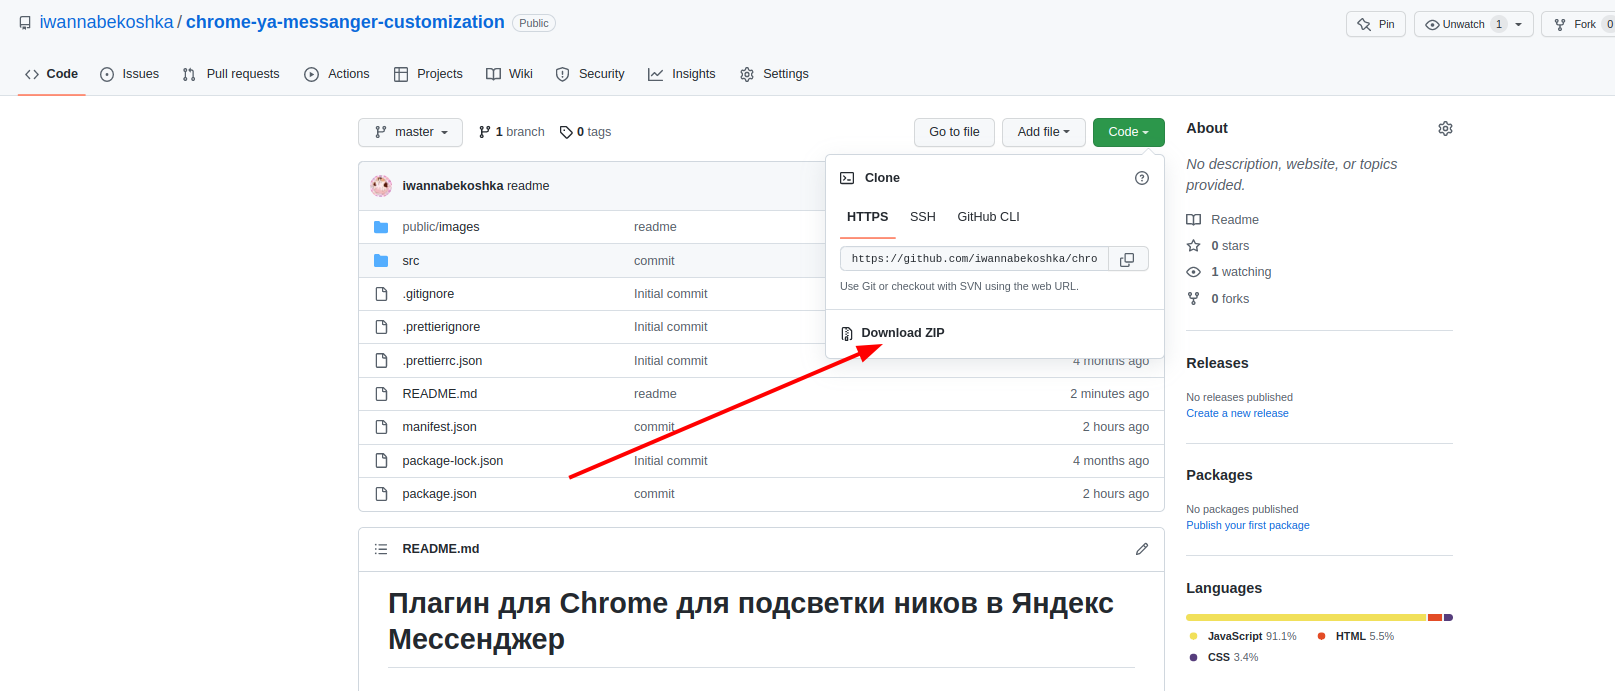 iwannabekoshka / chrome-ya-messanger-customization Public
Pin Unwatch 1 Fork 0
Code Issues Pull requests Actions Projects Wiki Security Insights Settings
master 1 branch 0 tags Go to file Add file Code
iwannabekoshka readme
public/images readme
src commit
.gitignore Initial commit
.prettierignore Initial commit
.prettierrc.json Initial commit 4 months ago
README.md readme 2 minutes ago
manifest.json commit 2 hours ago
package-lock.json Initial commit 4 months ago
package.json commit 2 hours ago
Clone
HTTPS SSH GitHub CLI
https://github.com/iwannabekoshka/chro
Use Git or checkout with SVN using the web URL.
Download ZIP
README.md
Плагин для Chrome для подсветки ников в Яндекс
Мессенджер
About
No description, website, or topics
provided.
Readme
0 stars
1 watching
0 forks
Releases
No releases published
Create a new release
Packages
No packages published
Publish your first package
Languages
JavaScript 91.1% HTML 5.5%
CSS 3.4%